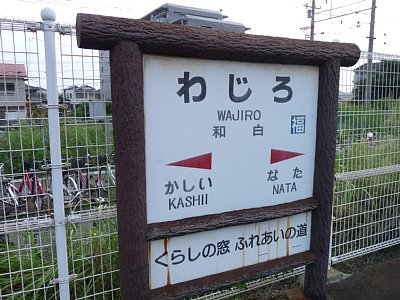 わじろ
WAJIRO
和白
福
かしい なた
KASHII NATA
くらしの窓 ふれあいの道